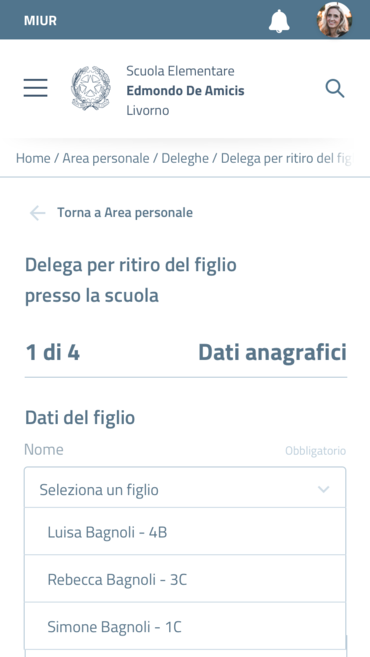 MIUR
Scuola Elementare
Edmondo De Amicis
Livorno
Home / Area personale / Deleghe / Delega per ritiro del fig
Torna a Area personale
Delega per ritiro del figlio
presso la scuola
1 di 4 Dati anagrafici
Dati del figlio
Nome Obbligatorio
Seleziona un figlio
Luisa Bagnoli - 4B
Rebecca Bagnoli - 3C
Simone Bagnoli - 1C